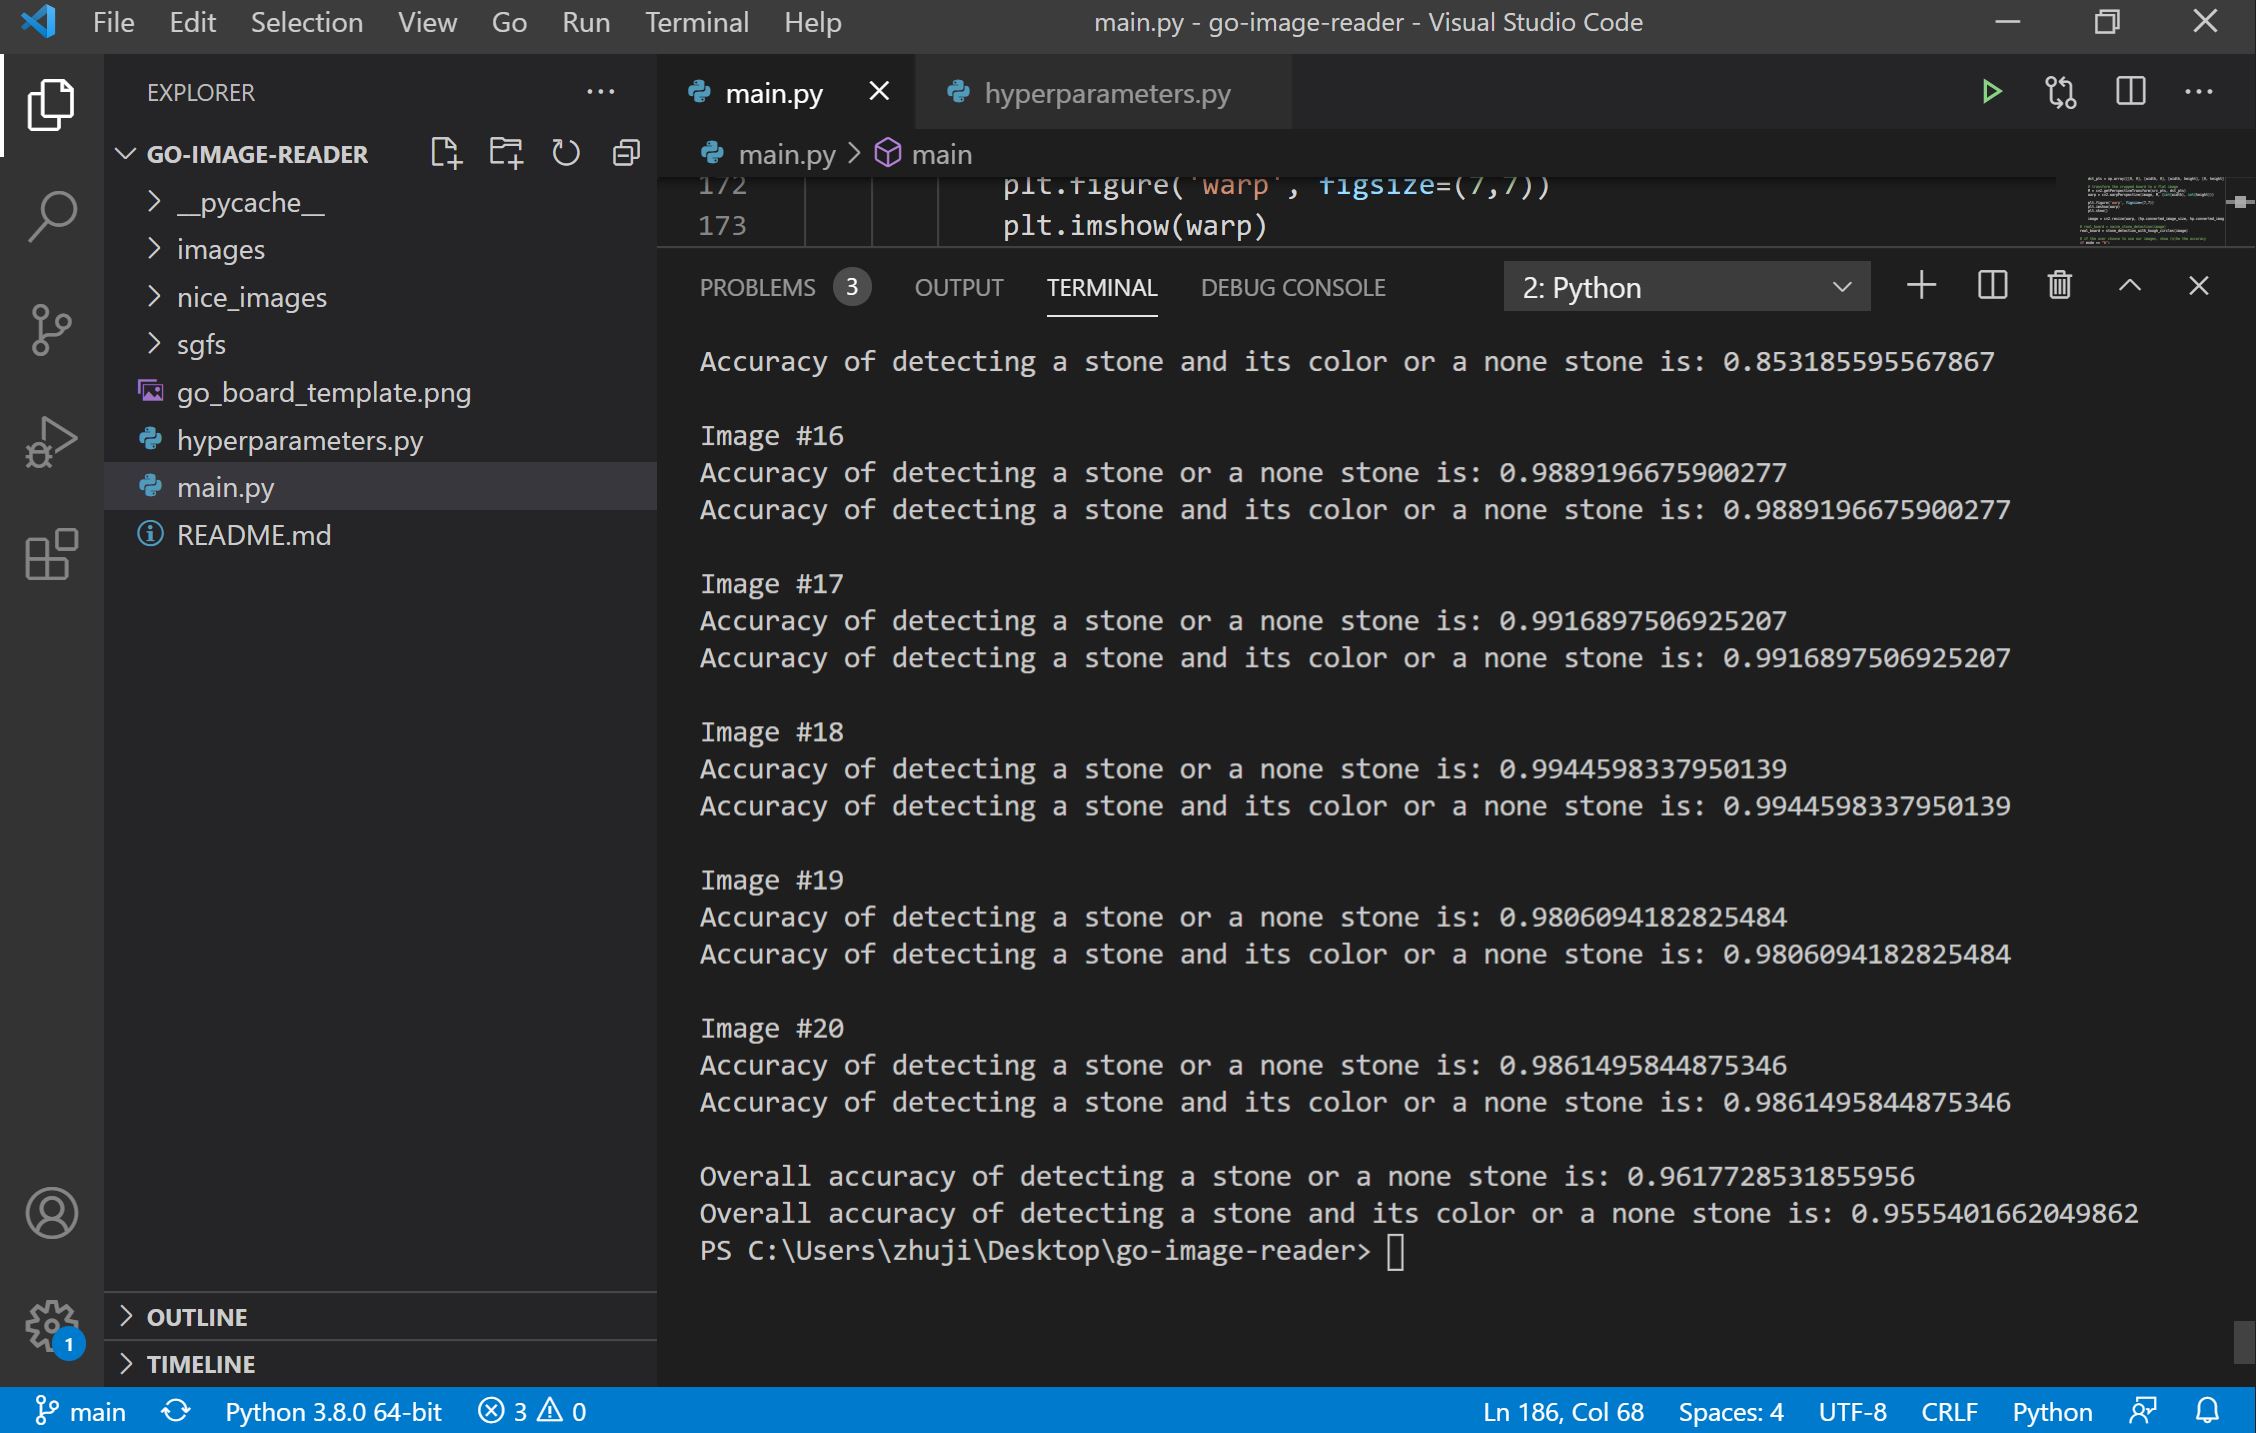 File Edit Selection View Go Run Terminal Help main.py - go-image-reader - Visual Studio Code
EXPLORER
GO-IMAGE-READER
__pycache__
images
nice_images
sgfs
go_board_template.png
hyperparameters.py
main.py
README.md
OUTLINE
TIMELINE
main.py hyperparameters.py
main.py > main
172 plt.figure('warp', figsize=(7,7))
173 plt.imshow(warp)
PROBLEMS 3 OUTPUT TERMINAL DEBUG CONSOLE 2: Python
Accuracy of detecting a stone and its color or a none stone is: 0.853185595567867
Image #16
Accuracy of detecting a stone or a none stone is: 0.9889196675900277
Accuracy of detecting a stone and its color or a none stone is: 0.9889196675900277
Image #17
Accuracy of detecting a stone or a none stone is: 0.9916897506925207
Accuracy of detecting a stone and its color or a none stone is: 0.9916897506925207
Image #18
Accuracy of detecting a stone or a none stone is: 0.9944598337950139
Accuracy of detecting a stone and its color or a none stone is: 0.9944598337950139
Image #19
Accuracy of detecting a stone or a none stone is: 0.9806094182825484
Accuracy of detecting a stone and its color or a none stone is: 0.9806094182825484
Image #20
Accuracy of detecting a stone or a none stone is: 0.9861495844875346
Accuracy of detecting a stone and its color or a none stone is: 0.9861495844875346
Overall accuracy of detecting a stone or a none stone is: 0.9617728531855956
Overall accuracy of detecting a stone and its color or a none stone is: 0.9555401662049862
PS C:\Users\zhuji\Desktop\go-image-reader>
1
main Python 3.8.0 64-bit 3 0 Ln 186, Col 68 Spaces: 4 UTF-8 CRLF Python